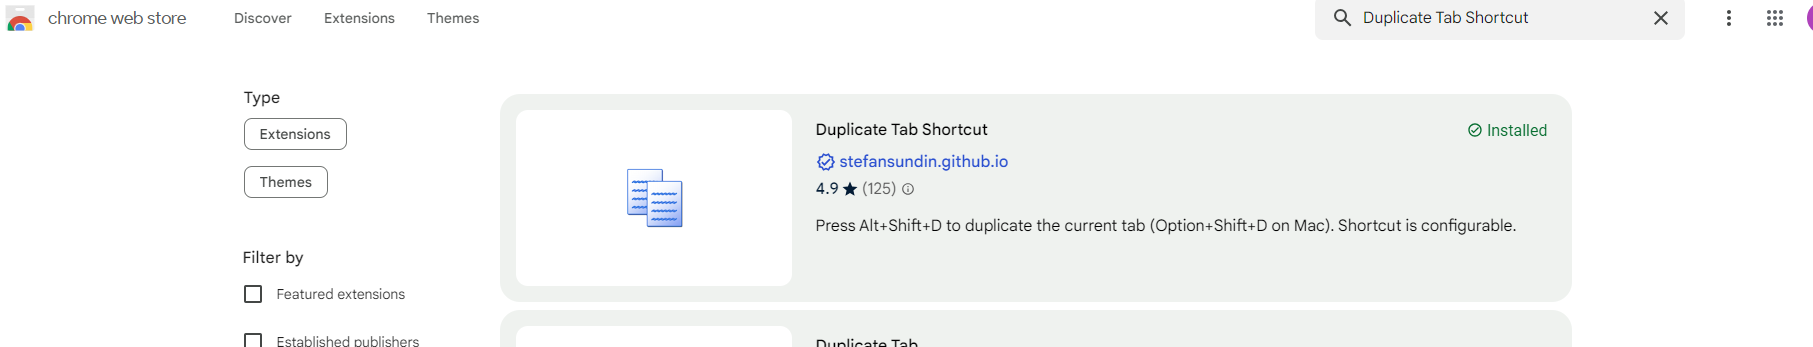 chrome web store
Discover
Extensions
Themes
Duplicate Tab Shortcut
Type
Extensions
Themes
Filter by
Featured extensions
Established publishers
Duplicate Tab Shortcut
Installed
stefansundin.github.io
4.9 ★ (125)
Press Alt+Shift+D to duplicate the current tab (Option+Shift+D on Mac). Shortcut is configurable.
Duplicate Tab